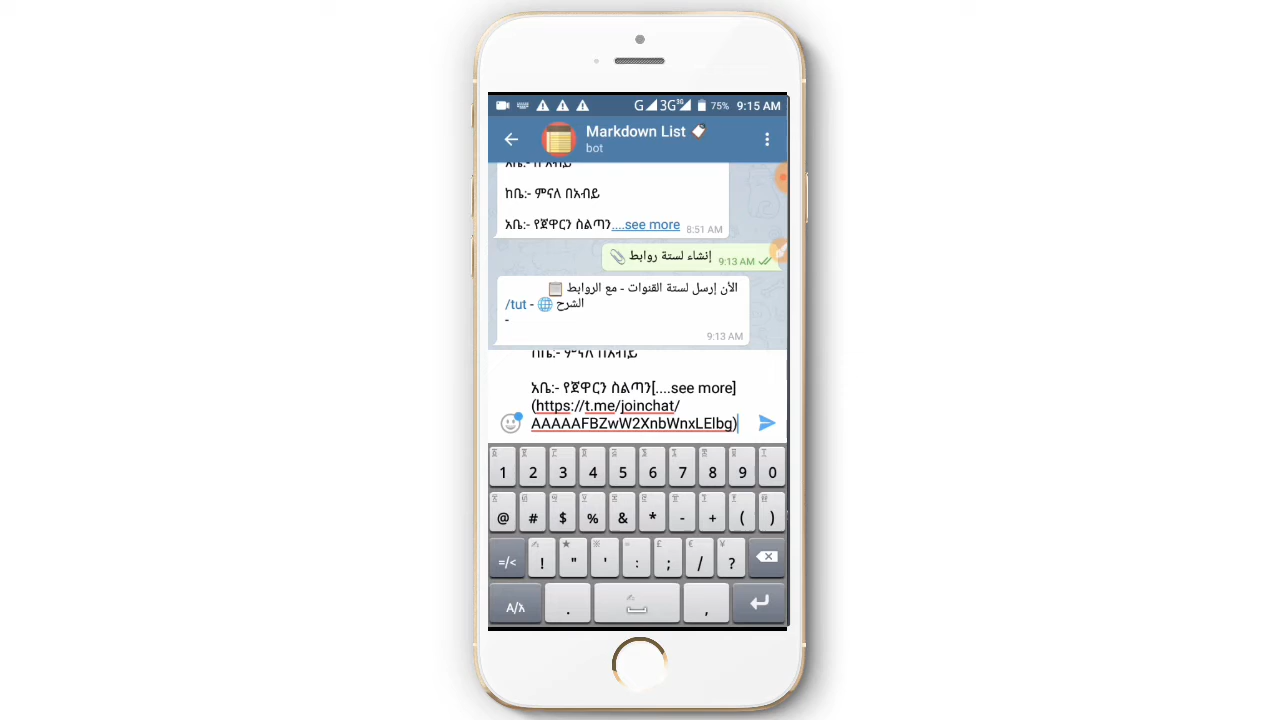 G 3G 3G 75% 9:15 AM
Markdown List
bot
ከቤ:- ምናለ በአብይ
አቤ:- የጀዋርን ስልጣን....see more 8:51 AM
إنشاء لستة روابط 9:13 AM
الأن إرسل لستة القنوات - مع الروابط
/tut - الشرح
-
9:13 AM
አቤ:- የጀዋርን ስልጣን[....see more]
(https://t.me/joinchat/
AAAAAFBZwW2XnbWnxLElbg)
1 2 3 4 5 6 7 8 9 0
@ # $ % & * - + ( )
=/< ! " ' : ; / ?
A/አ . ,